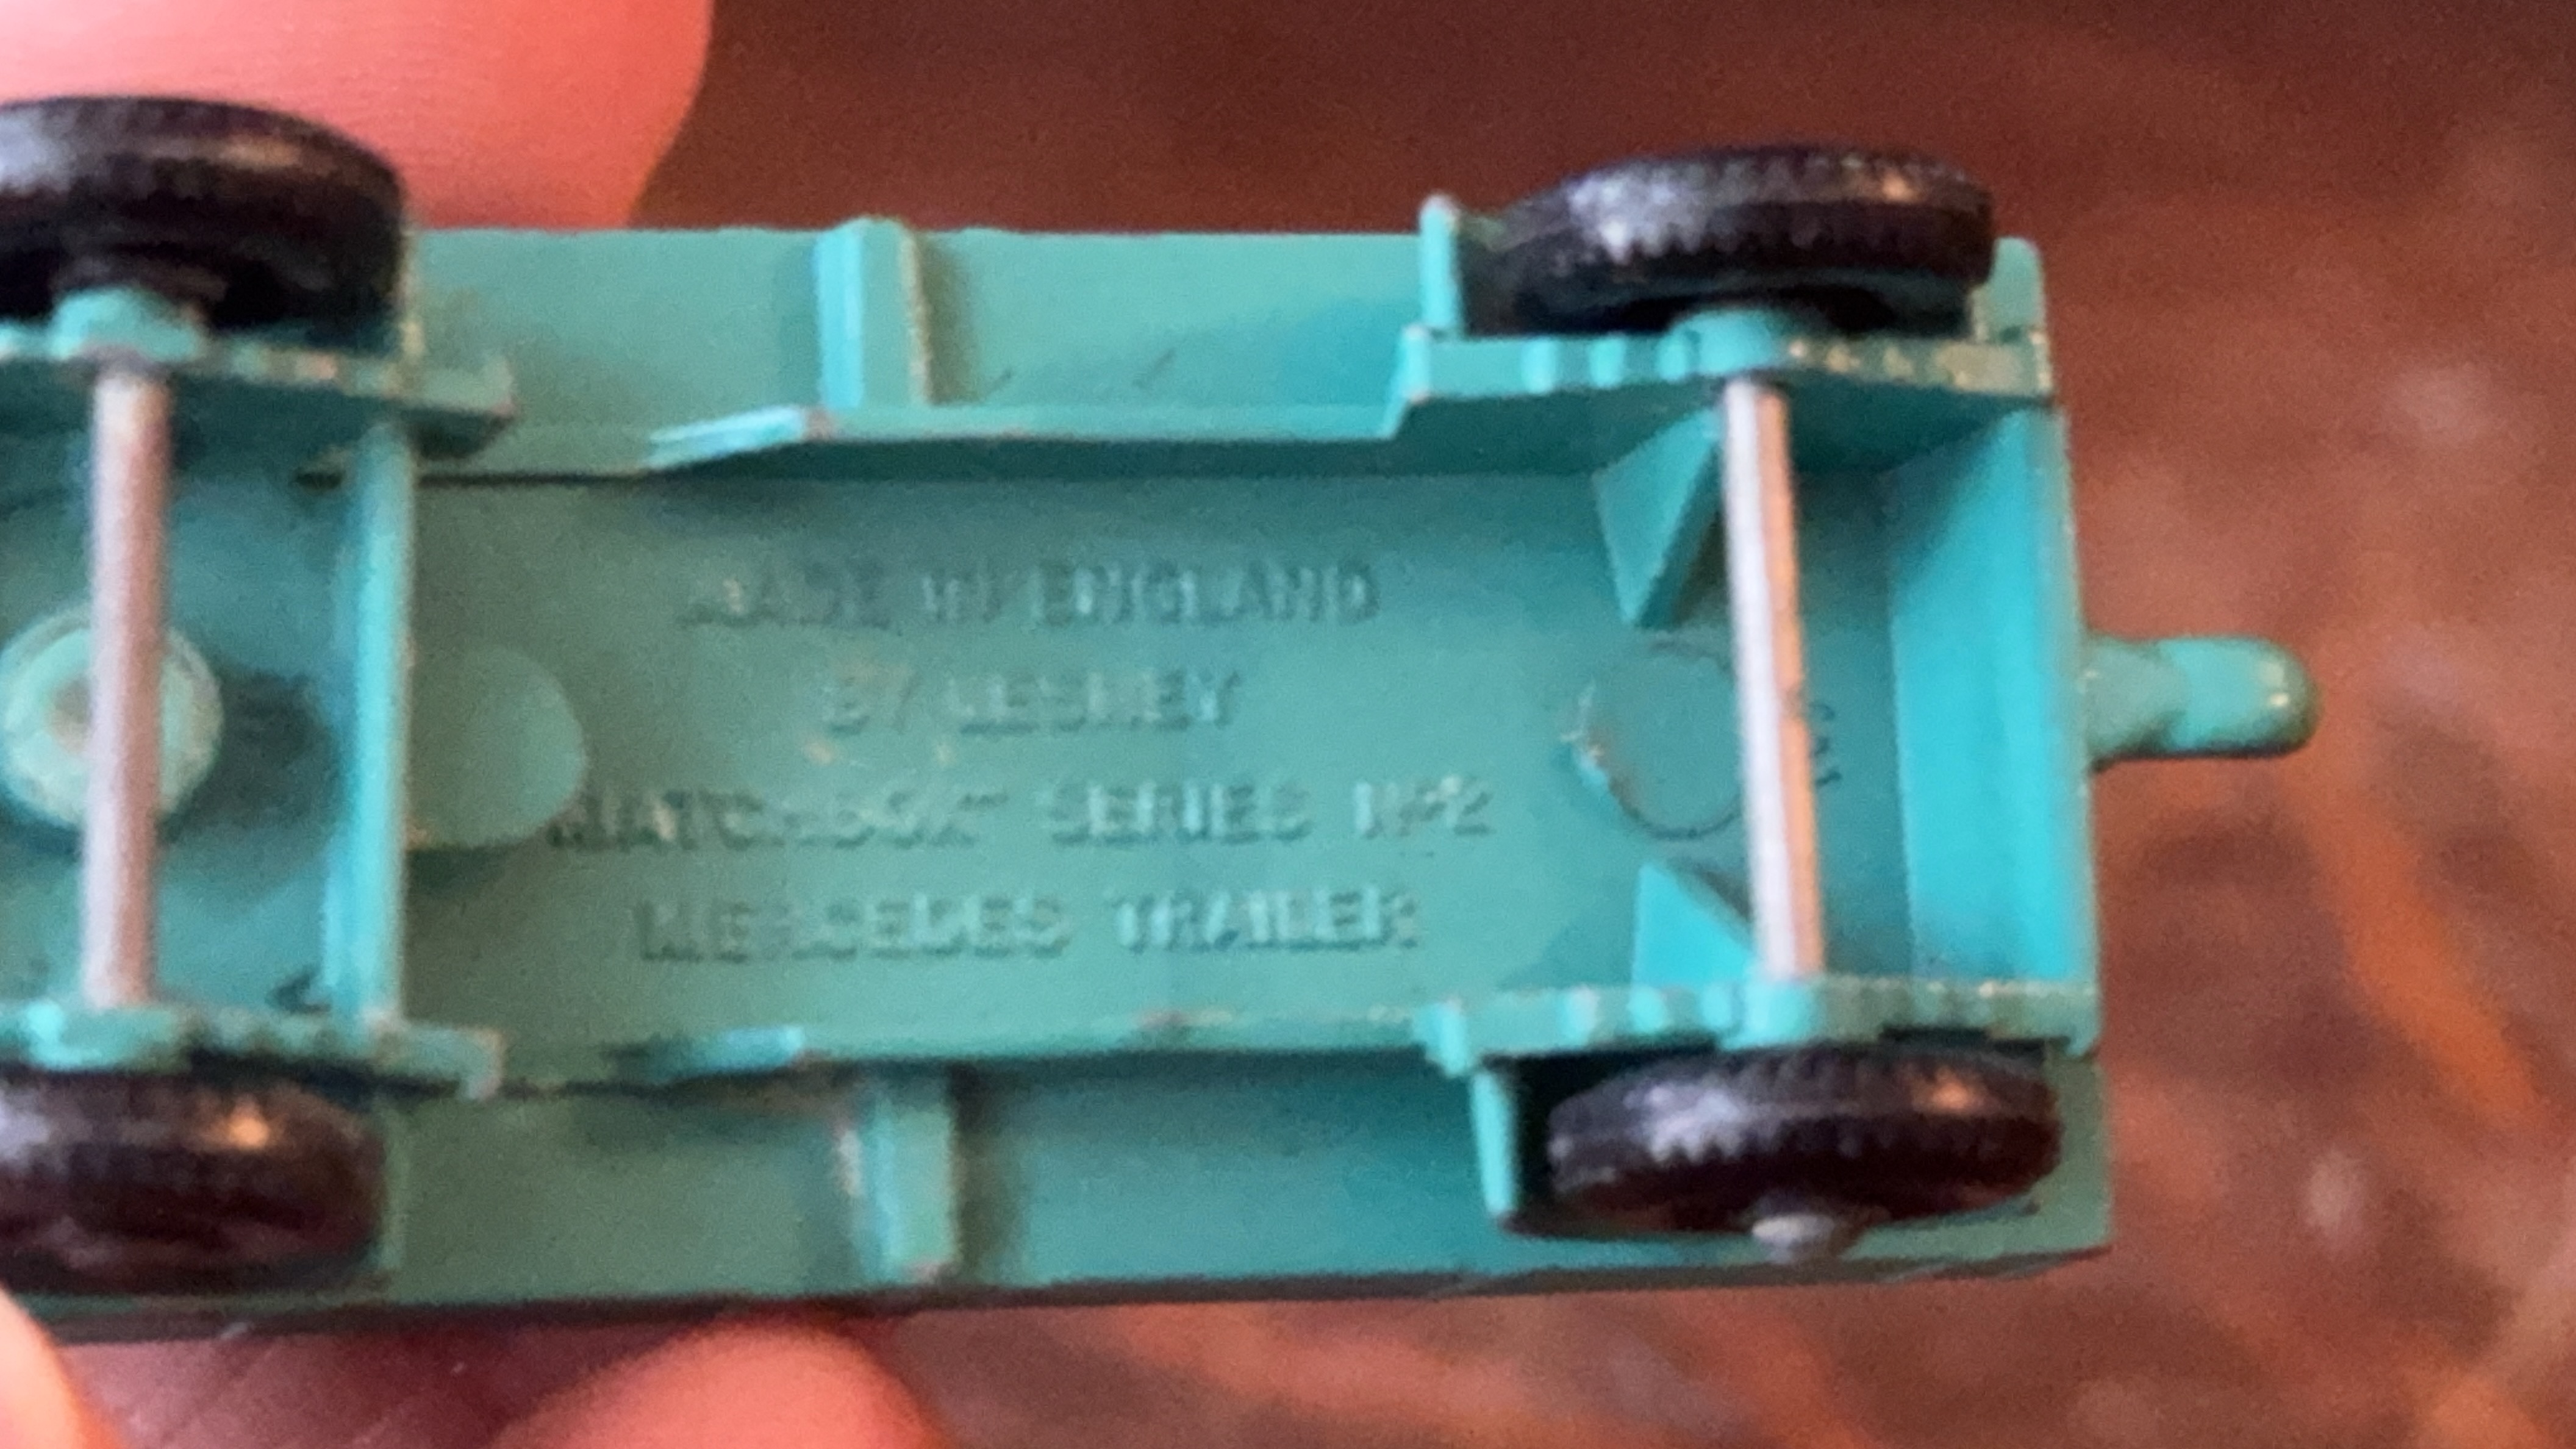 MADE IN ENGLAND
BY LESNEY
"MATCHBOX" SERIES Nº2
MERCEDES TRAILER